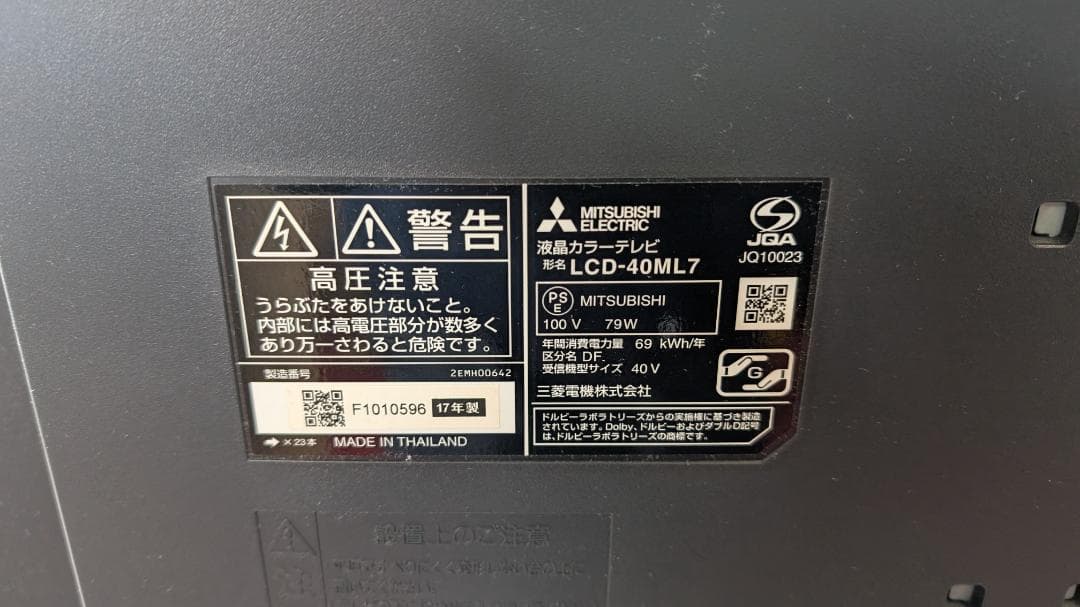 警告
高圧注意
うらぶたをあけないこと。
内部には高電圧部分が数多く
あり万一さわると危険です。
製造番号 2EMH00642
F1010596 17年製
➔ ×23本 MADE IN THAILAND
MITSUBISHI
ELECTRIC
液晶カラーテレビ
形名 LCD-40ML7
JQA
JQ10023
PS
E
MITSUBISHI
100 V 79 W
年間消費電力量 69 kWh/年
区分名 DF
受信機型サイズ 40 V
G
三菱電機株式会社
ドルビーラボラトリーズからの実施権に基づき製造
されています。Dolby、ドルビーおよびダブルD記号
は、ドルビーラボラトリーズの商標です。
設置上のご注意